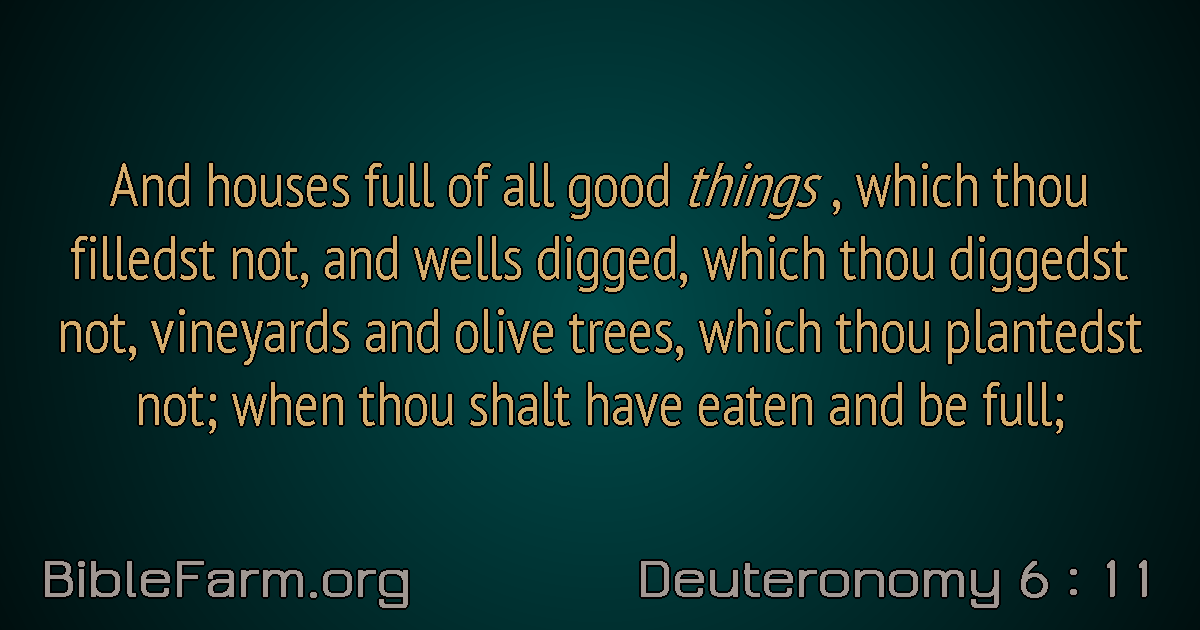 And houses full of all good things , which thou
filledst not, and wells digged, which thou diggedst
not, vineyards and olive trees, which thou plantedst
not; when thou shalt have eaten and be full;
BibleFarm.org
Deuteronomy 6 : 11